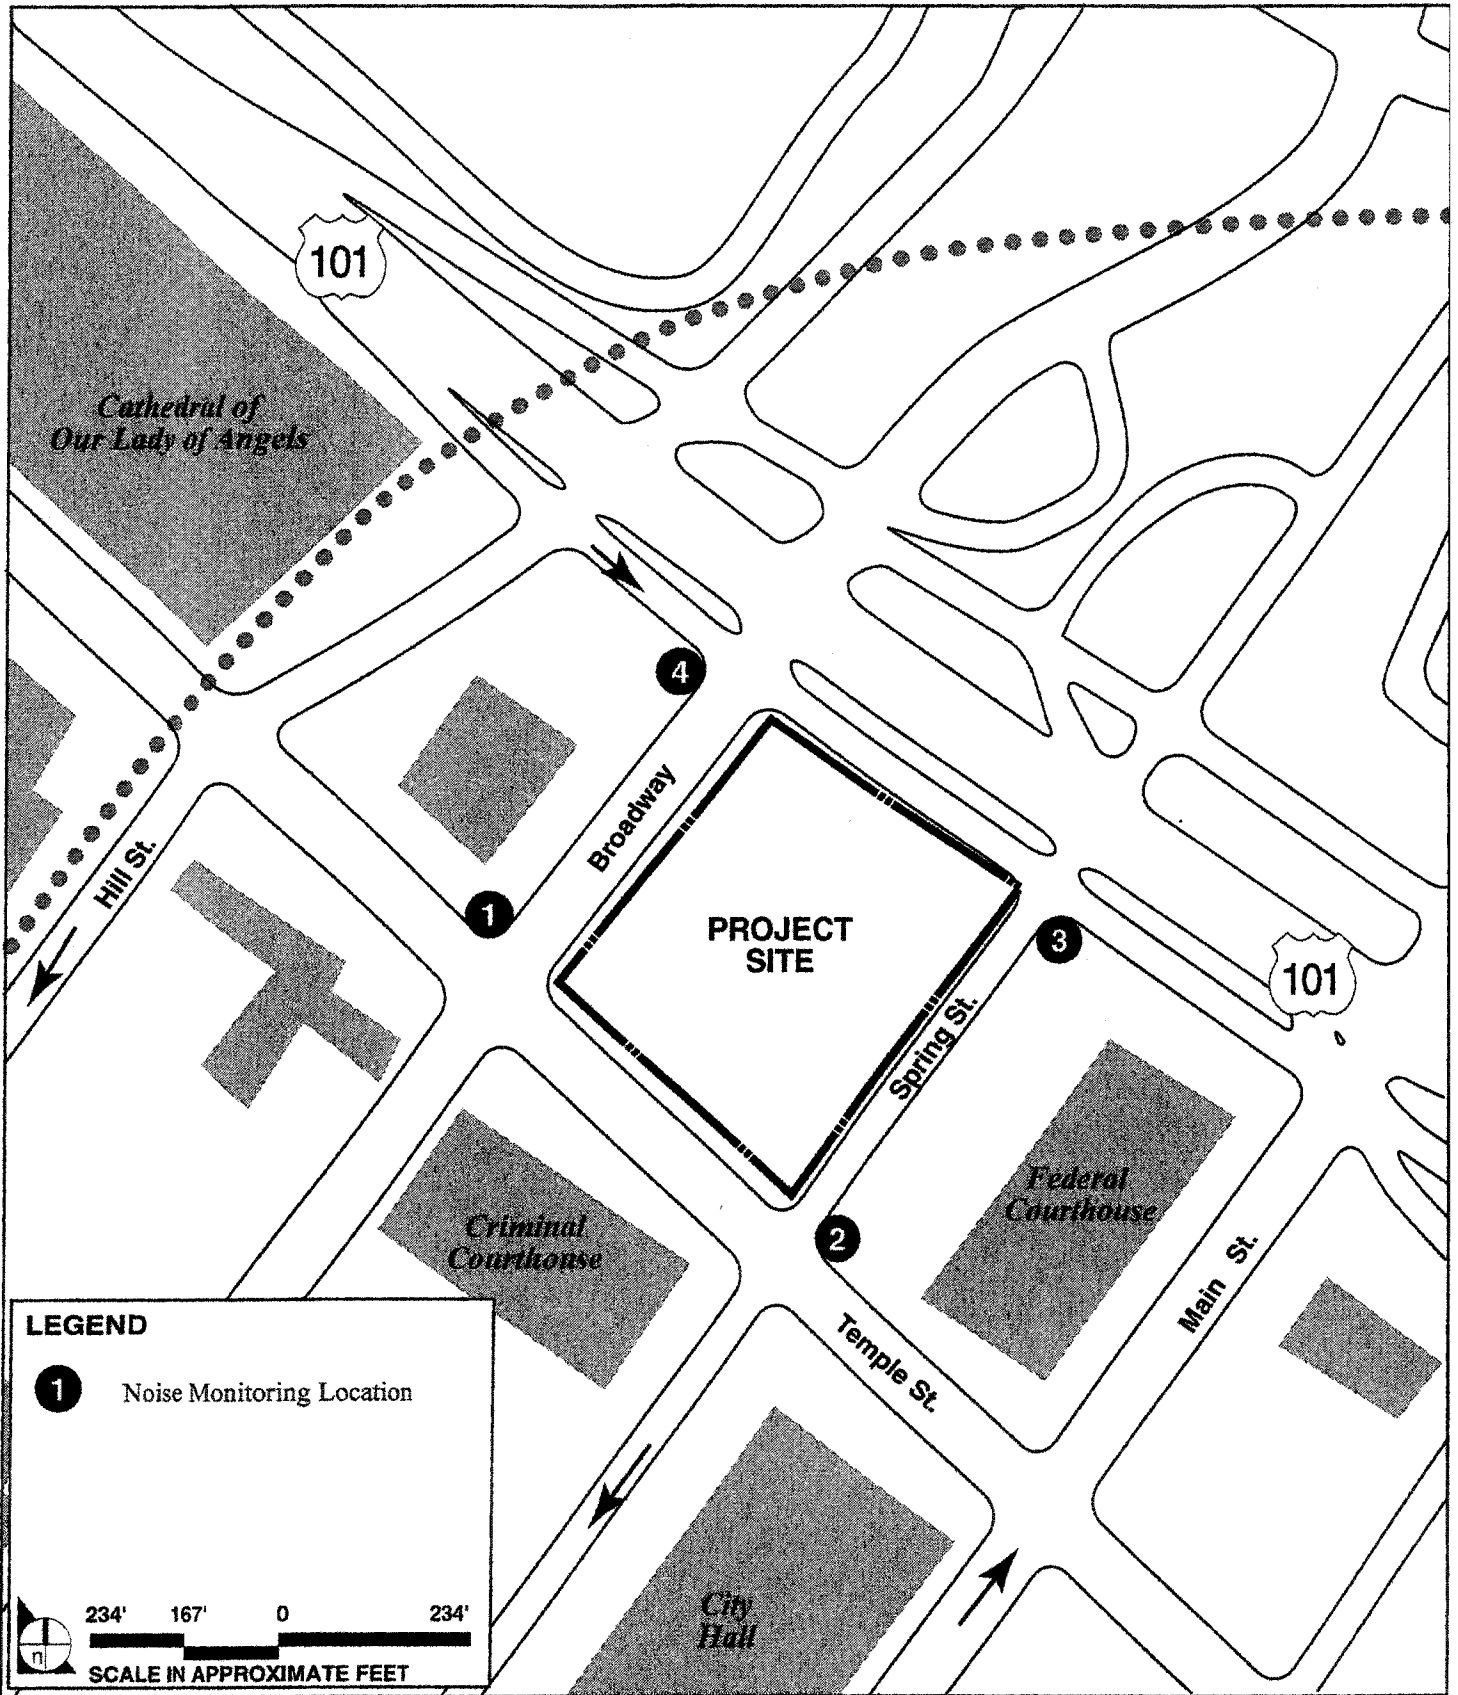 101
Cathedral of
Our Lady of Angels
4
Broadway
Hill St.
1
PROJECT
SITE
3
101
Spring St.
Federal
Courthouse
2
Criminal
Courthouse
Main St.
Temple St.
LEGEND
1 Noise Monitoring Location
City
Hall
234' 167' 0 234'
n
SCALE IN APPROXIMATE FEET